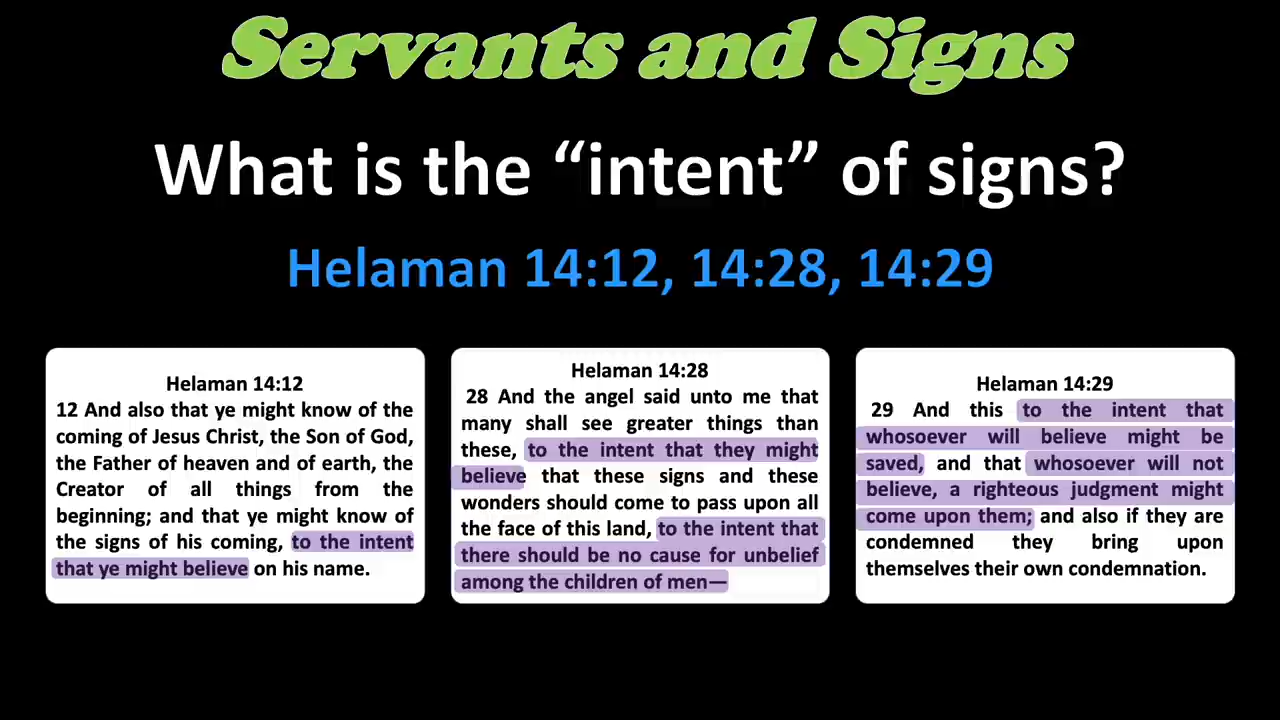 Servants and Signs
What is the “intent” of signs?
Helaman 14:12, 14:28, 14:29
Helaman 14:12
12 And also that ye might know of the
coming of Jesus Christ, the Son of God,
the Father of heaven and of earth, the
Creator of all things from the
beginning; and that ye might know of
the signs of his coming, to the intent
that ye might believe on his name.
Helaman 14:28
28 And the angel said unto me that
many shall see greater things than
these, to the intent that they might
believe that these signs and these
wonders should come to pass upon all
the face of this land, to the intent that
there should be no cause for unbelief
among the children of men—
Helaman 14:29
29 And this to the intent that
whosoever will believe might be
saved, and that whosoever will not
believe, a righteous judgment might
come upon them; and also if they are
condemned they bring upon
themselves their own condemnation.